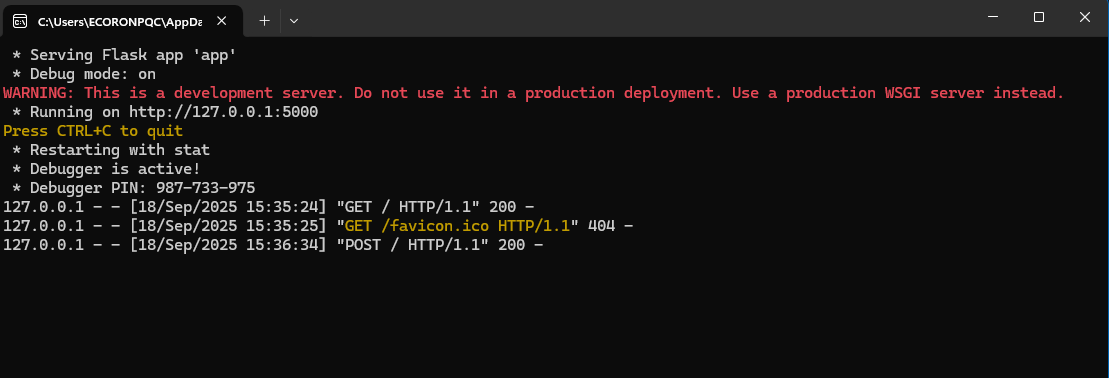 C:\Users\ECORONPQC\AppDa
* Serving Flask app 'app'
* Debug mode: on
WARNING: This is a development server. Do not use it in a production deployment. Use a production WSGI server instead.
* Running on http://127.0.0.1:5000
Press CTRL+C to quit
* Restarting with stat
* Debugger is active!
* Debugger PIN: 987-733-975
127.0.0.1 - - [18/Sep/2025 15:35:24] "GET / HTTP/1.1" 200 -
127.0.0.1 - - [18/Sep/2025 15:35:25] "GET /favicon.ico HTTP/1.1" 404 -
127.0.0.1 - - [18/Sep/2025 15:36:34] "POST / HTTP/1.1" 200 -